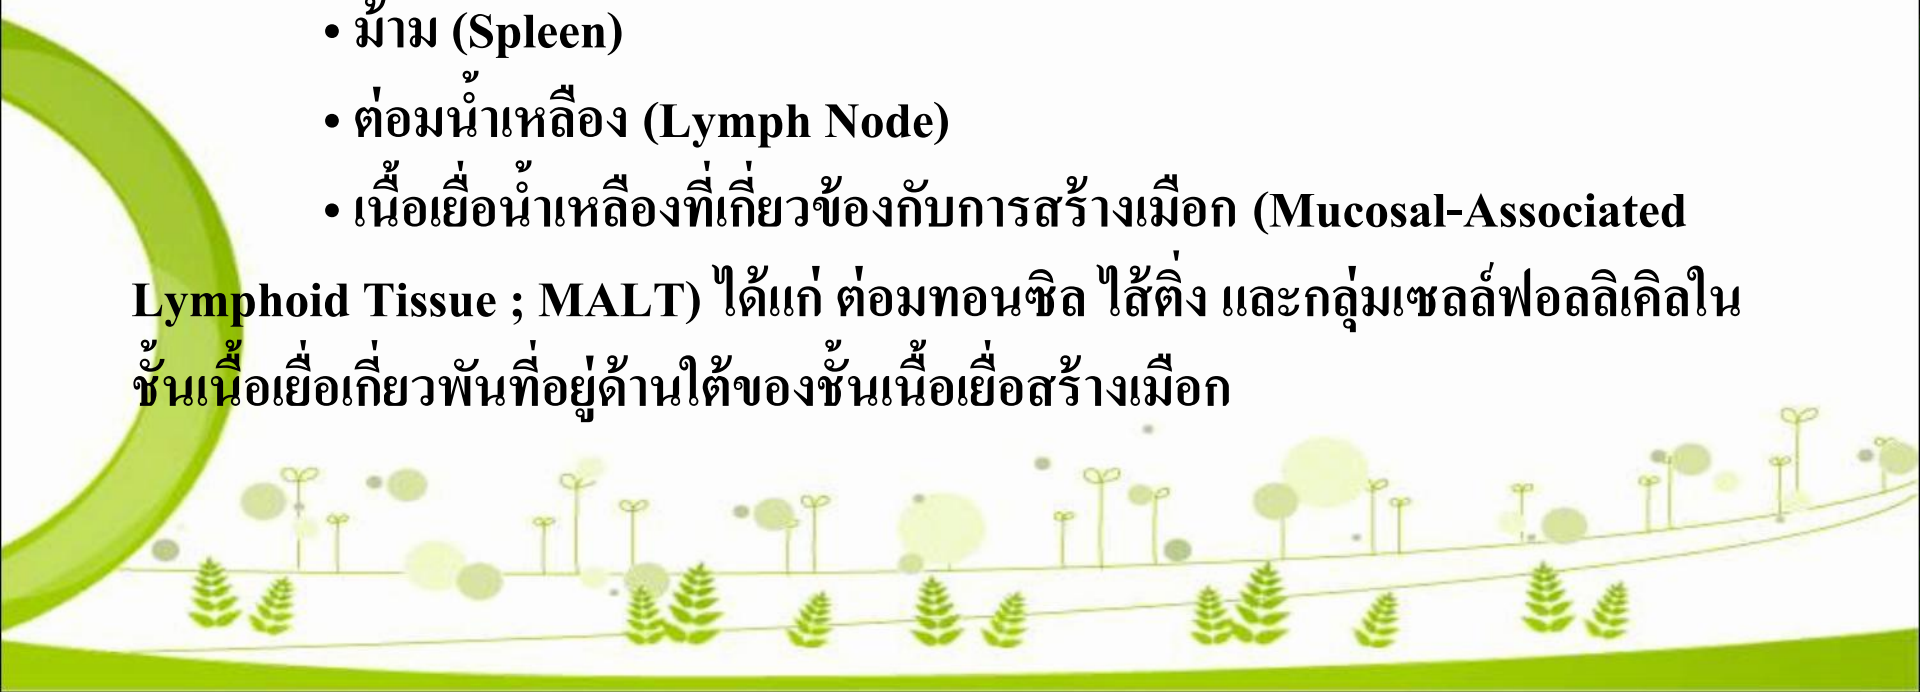 • ม้าม (Spleen)
• ต่อมน้ำเหลือง (Lymph Node)
• เนื้อเยื่อน้ำเหลืองที่เกี่ยวข้องกับการสร้างเมือก (Mucosal-Associated
Lymphoid Tissue ; MALT) ได้แก่ ต่อมทอนซิล ไส้ติ่ง และกลุ่มเซลล์ฟอลลิเคิลใน
ชั้นเนื้อเยื่อเกี่ยวพันที่อยู่ด้านใต้ของชั้นเนื้อเยื่อสร้างเมือก